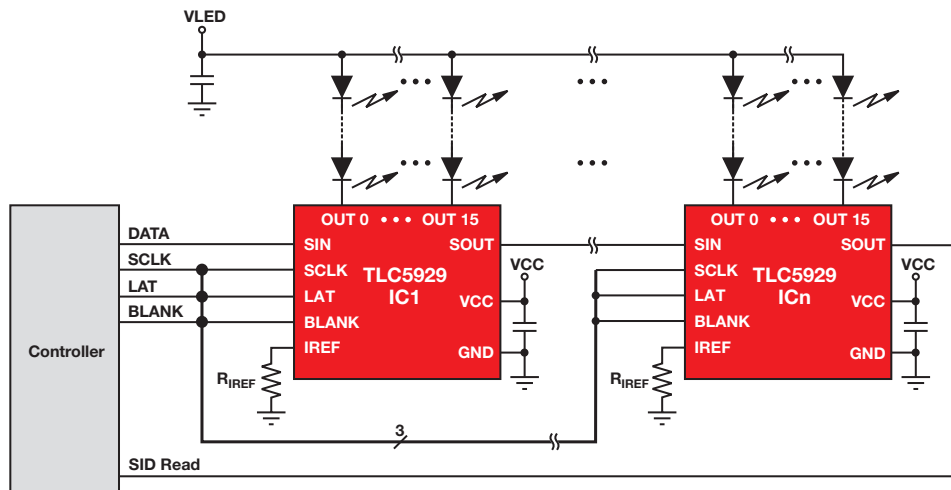 VLED
OUT 0 ••• OUT 15
OUT 0 ••• OUT 15
DATA
SIN
SOUT
SIN
SOUT
SCLK
SCLK
TLC5929
IC1
VCC
SCLK
TLC5929
ICn
VCC
LAT
LAT
VCC
LAT
VCC
BLANK
BLANK
BLANK
Controller
IREF
GND
IREF
GND
RIREF
RIREF
3
SID Read